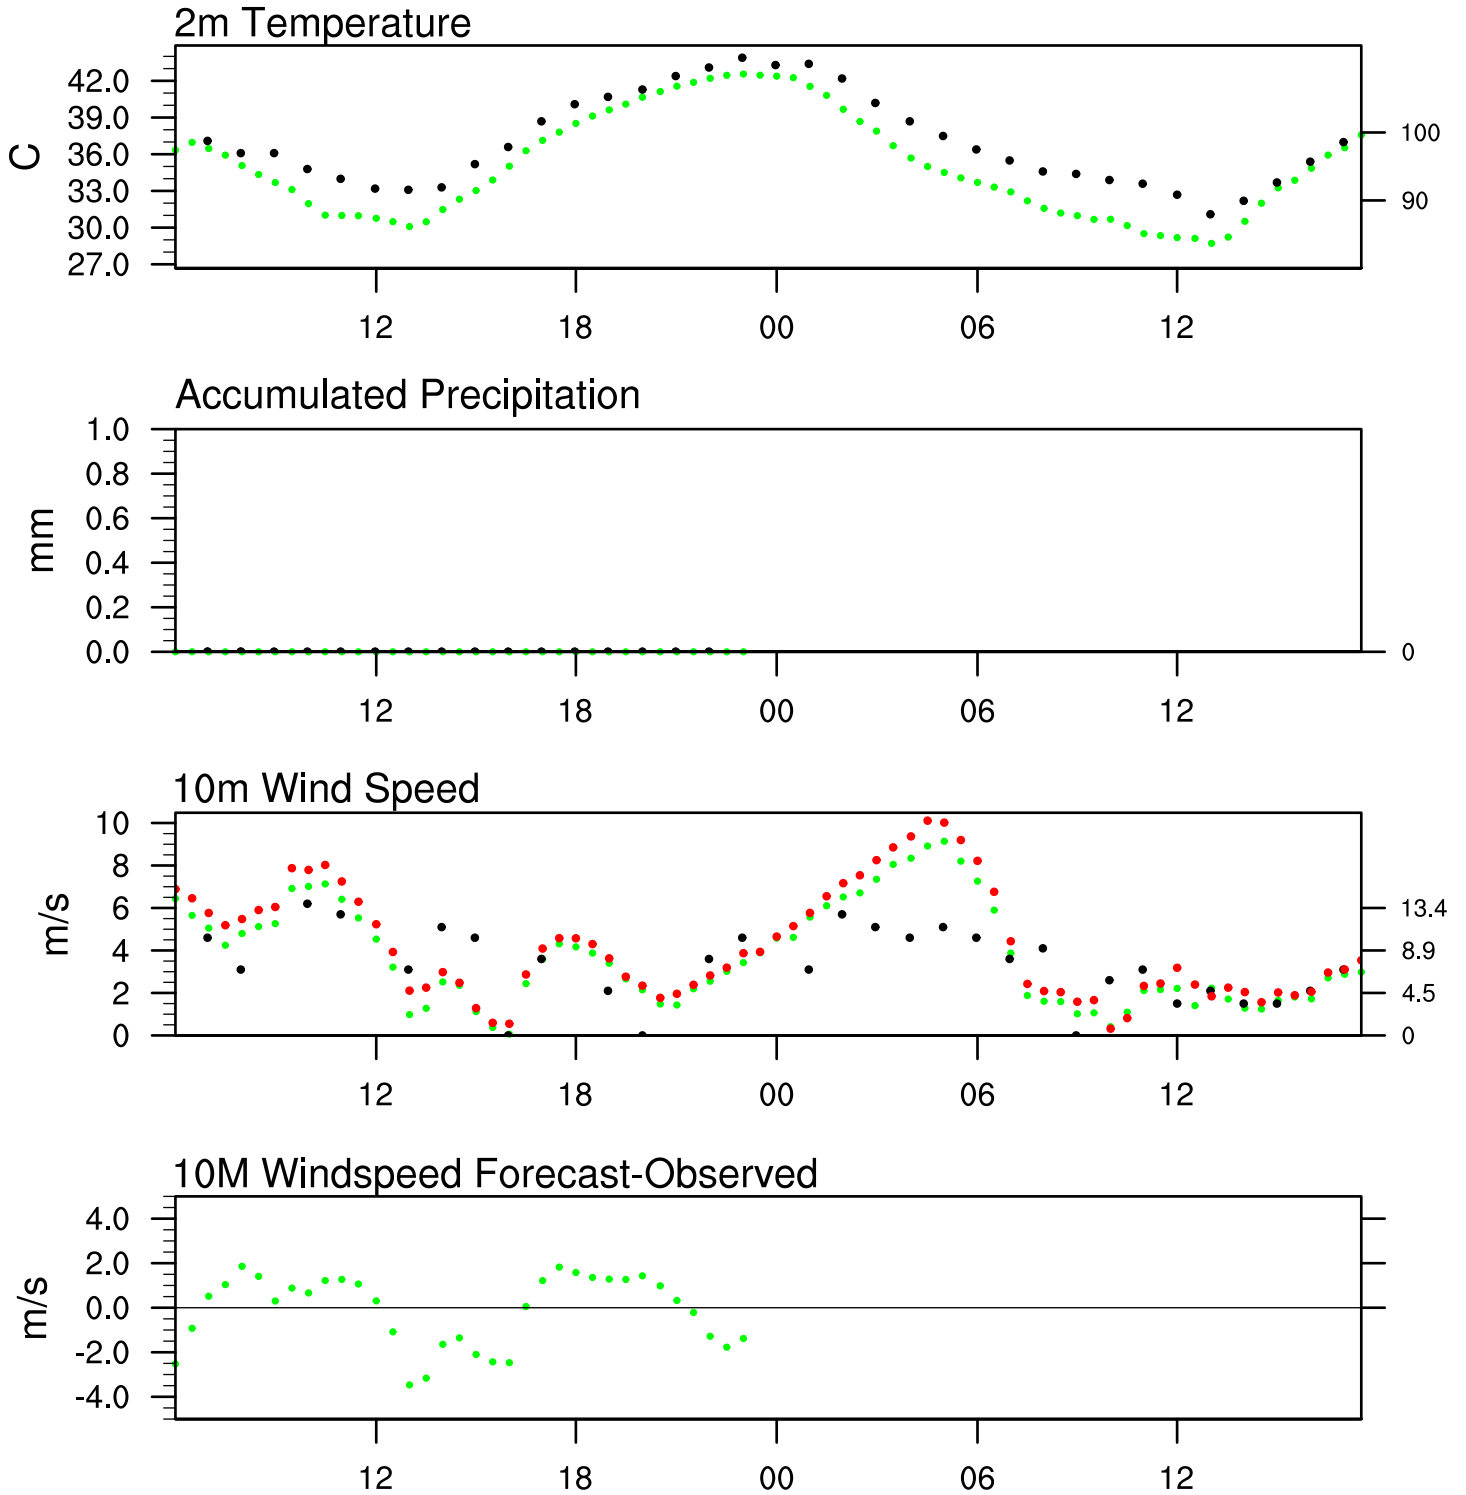 2m Temperature
42.0
39.0
36.0
33.0
30.0
27.0
C
100
90
12 18 00 06 12
Accumulated Precipitation
1.0
0.8
0.6
0.4
0.2
0.0
mm
0
12 18 00 06 12
10m Wind Speed
10
8
6
4
2
0
m/s
13.4
8.9
4.5
0
12 18 00 06 12
10M Windspeed Forecast-Observed
4.0
2.0
0.0
-2.0
-4.0
m/s
12 18 00 06 12